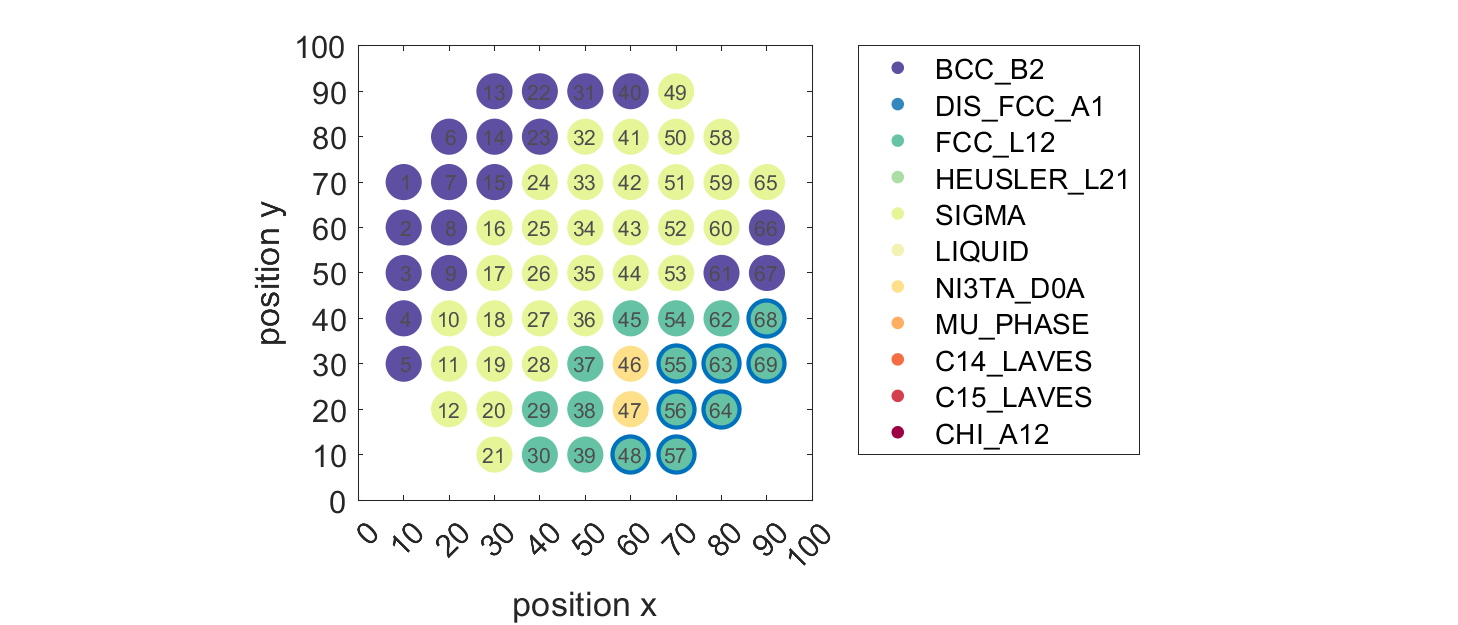 100
90
80
70
60
50
40
30
20
10
0
position y
13 22 31 40 49
6 14 23 32 41 50 58
1 7 15 24 33 42 51 59 65
2 8 16 25 34 43 52 60 66
3 9 17 26 35 44 53 61 67
4 10 18 27 36 45 54 62 68
5 11 19 28 37 46 55 63 69
12 20 29 38 47 56 64
21 30 39 48 57
0 10 20 30 40 50 60 70 80 90 100
position x
BCC_B2
DIS_FCC_A1
FCC_L12
HEUSLER_L21
SIGMA
LIQUID
NI3TA_D0A
MU_PHASE
C14_LAVES
C15_LAVES
CHI_A12